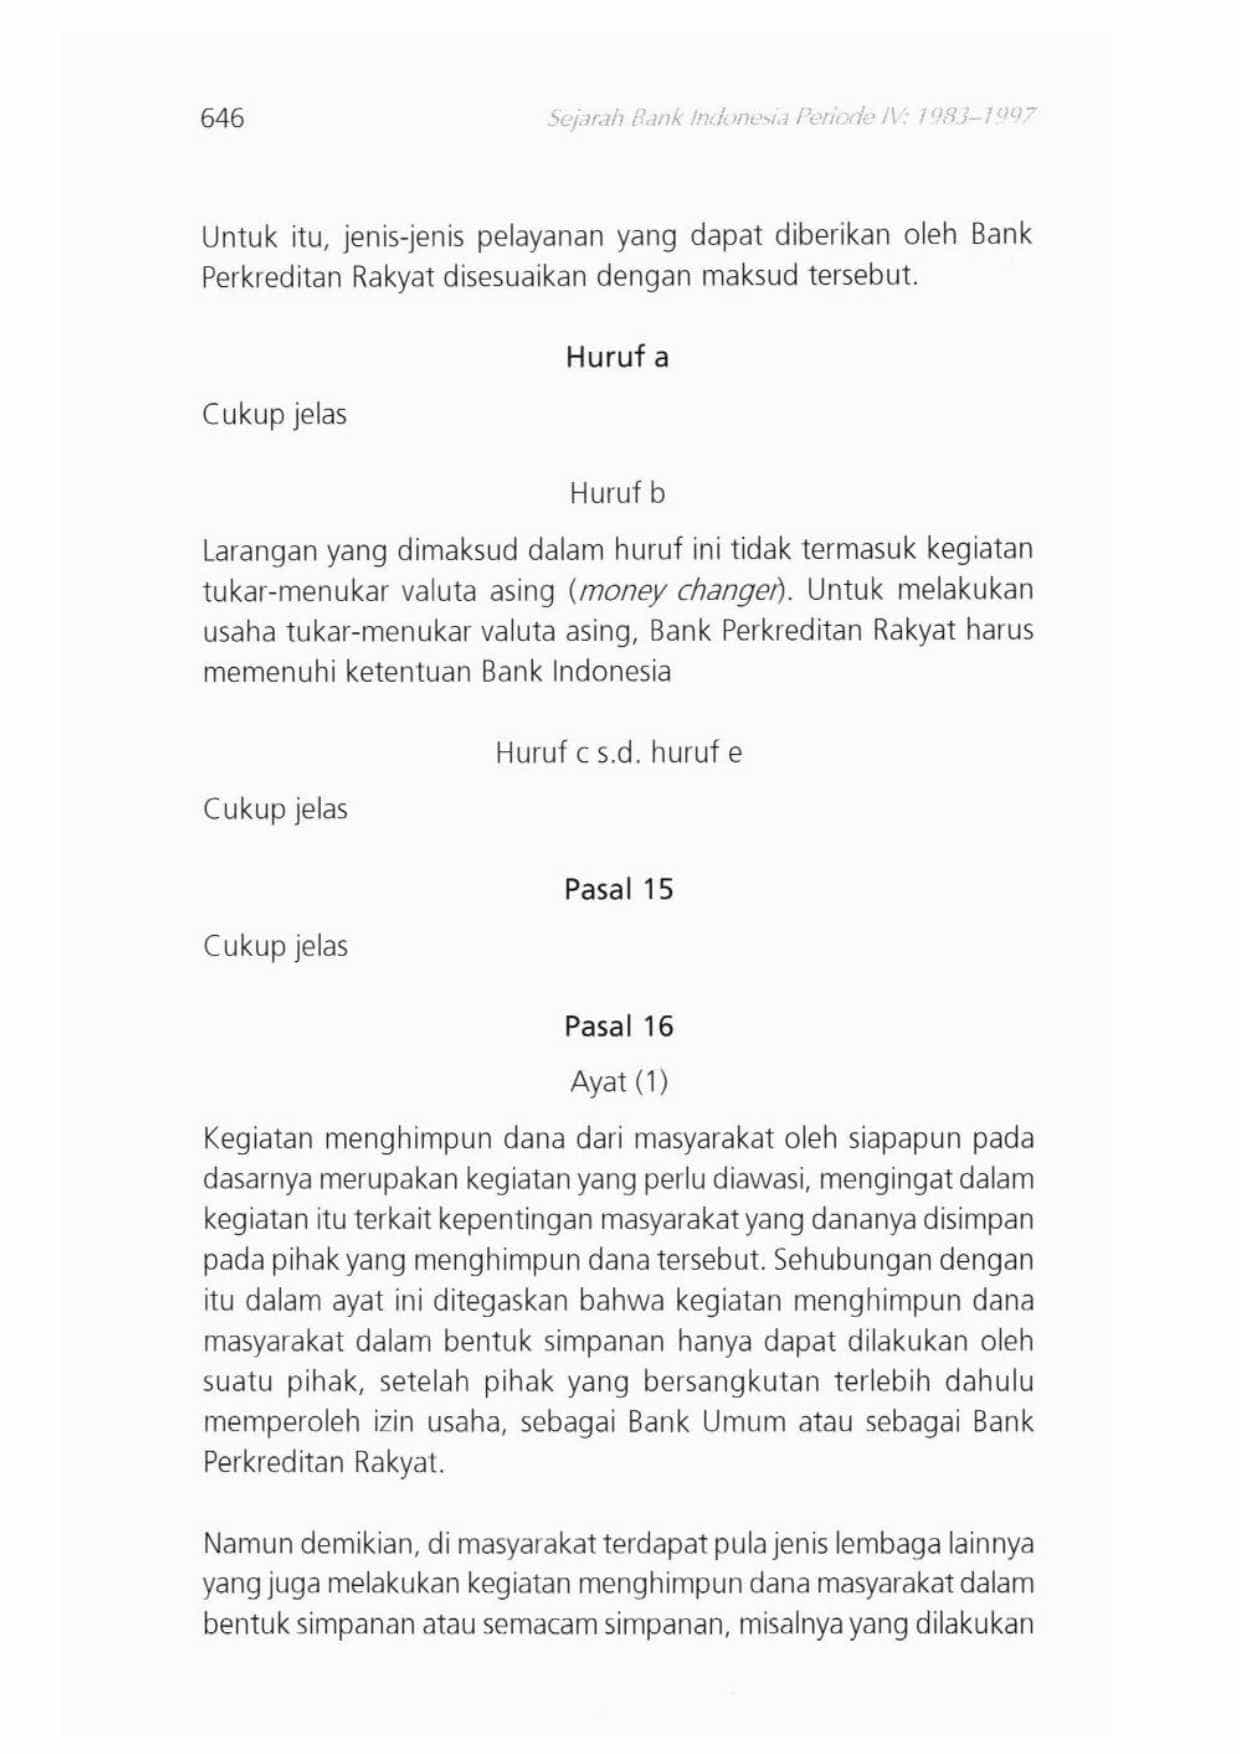 646
Sejarah Bank Indonesia Periode IV: 1983–1997
Untuk itu, jenis-jenis pelayanan yang dapat diberikan oleh Bank
Perkreditan Rakyat disesuaikan dengan maksud tersebut.
Huruf a
Cukup jelas
Huruf b
Larangan yang dimaksud dalam huruf ini tidak termasuk kegiatan
tukar-menukar valuta asing (money changer). Untuk melakukan
usaha tukar-menukar valuta asing, Bank Perkreditan Rakyat harus
memenuhi ketentuan Bank Indonesia
Huruf c s.d. huruf e
Cukup jelas
Pasal 15
Cukup jelas
Pasal 16
Ayat (1)
Kegiatan menghimpun dana dari masyarakat oleh siapapun pada
dasarnya merupakan kegiatan yang perlu diawasi, mengingat dalam
kegiatan itu terkait kepentingan masyarakat yang dananya disimpan
pada pihak yang menghimpun dana tersebut. Sehubungan dengan
itu dalam ayat ini ditegaskan bahwa kegiatan menghimpun dana
masyarakat dalam bentuk simpanan hanya dapat dilakukan oleh
suatu pihak, setelah pihak yang bersangkutan terlebih dahulu
memperoleh izin usaha, sebagai Bank Umum atau sebagai Bank
Perkreditan Rakyat.
Namun demikian, di masyarakat terdapat pula jenis lembaga lainnya
yang juga melakukan kegiatan menghimpun dana masyarakat dalam
bentuk simpanan atau semacam simpanan, misalnya yang dilakukan